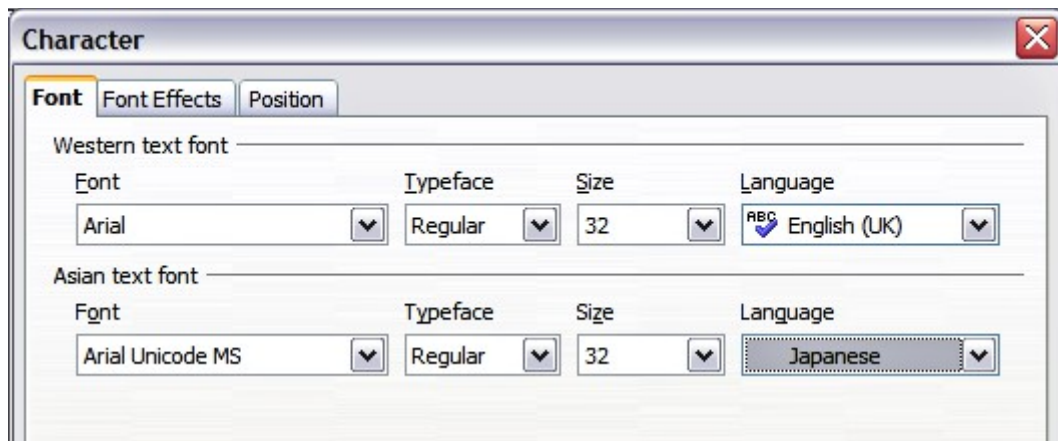 Character
Font Font Effects Position
Western text font
Font Typeface Size Language
Arial Regular 32 ABC English (UK)
Asian text font
Font Typeface Size Language
Arial Unicode MS Regular 32 Japanese